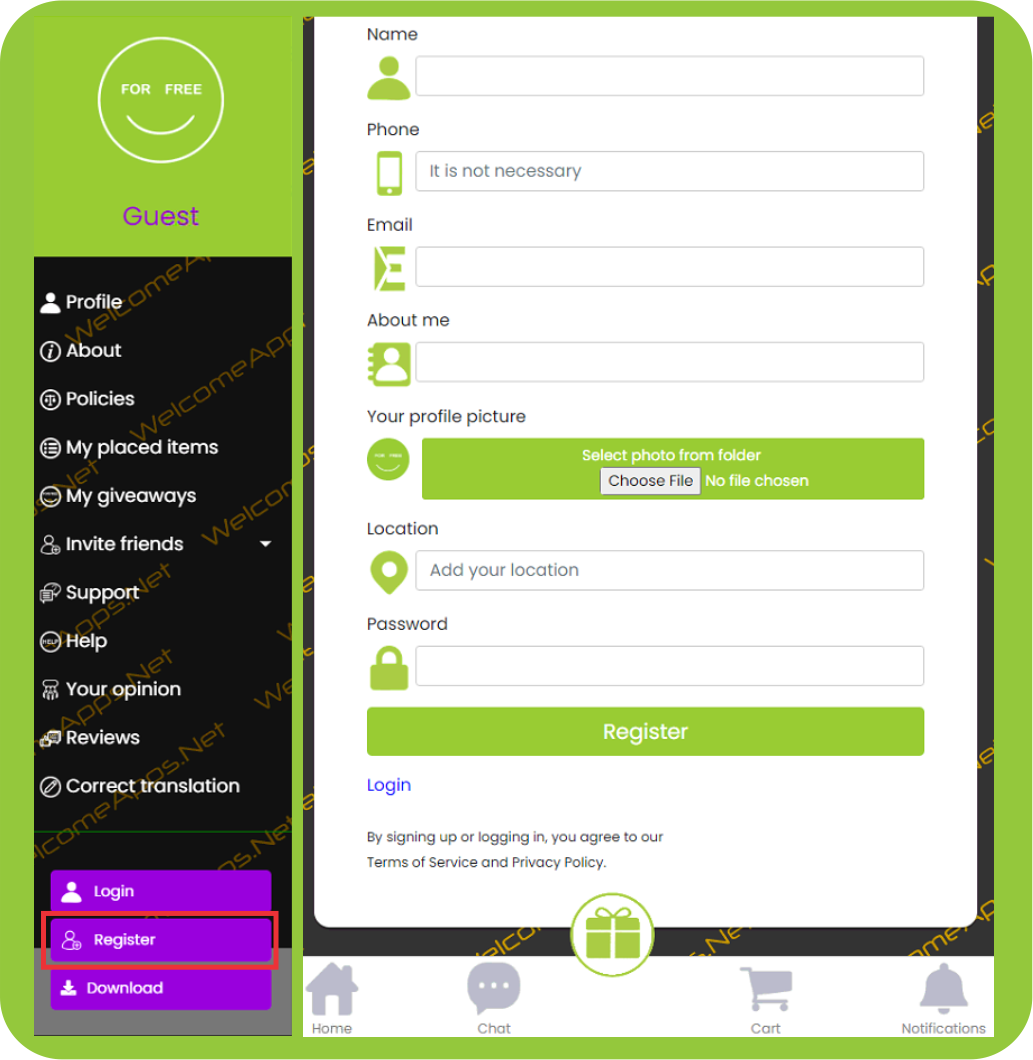 FOR FREE
Guest
Profile
About
Policies
My placed items
My giveaways
Invite friends
Support
HELP Help
Your opinion
Reviews
Correct translation
Login
Register
Download
Name
Phone
It is not necessary
Email
About me
Your profile picture
FOR FREE
Select photo from folder
Choose File No file chosen
Location
Add your location
Password
Register
Login
By signing up or logging in, you agree to our
Terms of Service and Privacy Policy.
Home
Chat
Cart
Notifications
WelcomeApps.Net